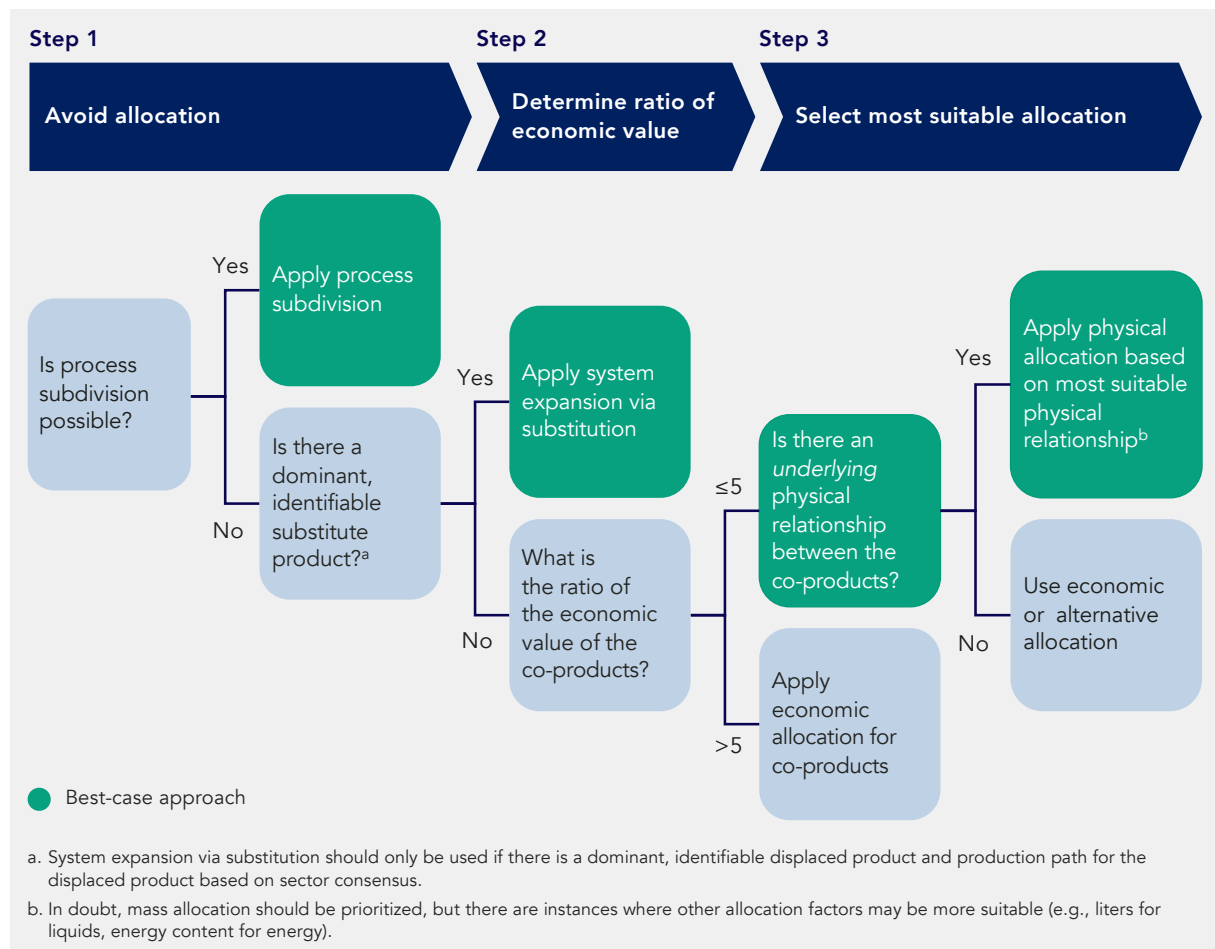 Step 1
Step 2
Step 3
Avoid allocation
Determine ratio of
economic value
Select most suitable allocation
Is process
subdivision
possible?
Yes
Apply process
subdivision
No
Is there a
dominant,
identifiable
substitute
product?ᵃ
Yes
Apply system
expansion via
substitution
No
What is
the ratio of
the economic
value of the
co-products?
≤5
Is there an
underlying
physical
relationship
between the
co-products?
>5
Apply
economic
allocation for
co-products
Yes
Apply physical
allocation based
on most suitable
physical
relationshipᵇ
No
Use economic
or alternative
allocation
Best-case approach
a. System expansion via substitution should only be used if there is a dominant, identifiable displaced product and production path for the
displaced product based on sector consensus.
b. In doubt, mass allocation should be prioritized, but there are instances where other allocation factors may be more suitable (e.g., liters for
liquids, energy content for energy).